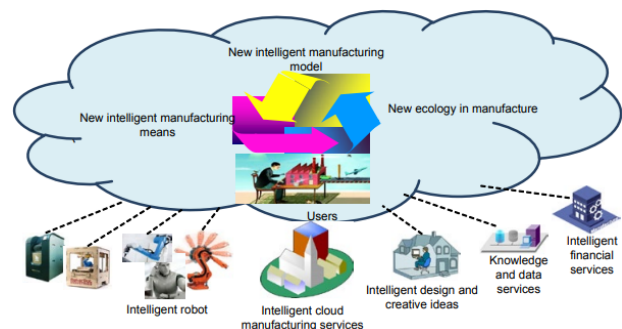 New intelligent manufacturing
model
New intelligent manufacturing
means
New ecology in manufacture
Users
Intelligent robot
Intelligent cloud
manufacturing services
Intelligent design and
creative ideas
Knowledge
and data
services
Intelligent
financial
services